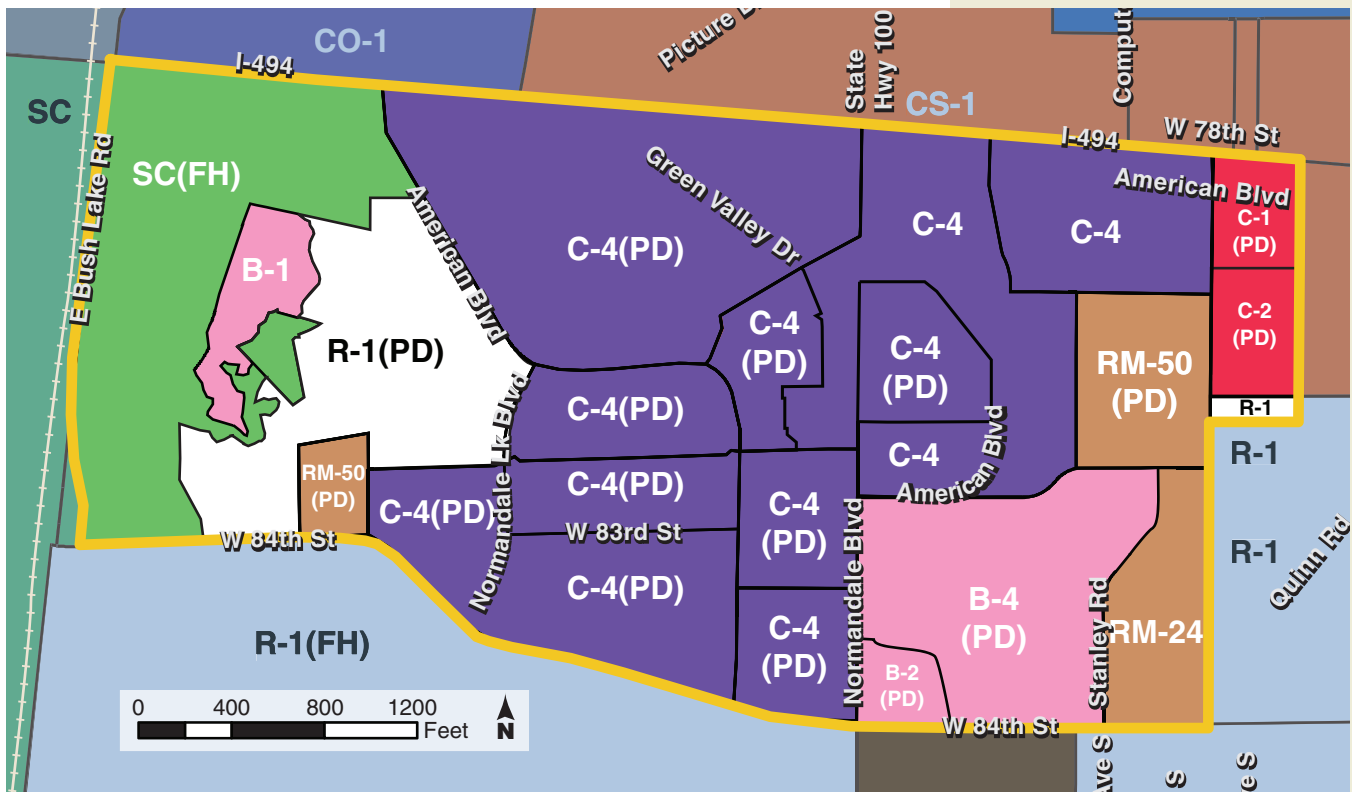 CO-1
I-494
Picture
State
Hwy 100
CS-1
I-494
W 78th St
SC
SC(FH)
E Bush Lake Rd
B-1
R-1(PD)
American Blvd
C-4(PD)
Green Valley Dr
C-4
C-4
American Blvd
C-1
(PD)
C-2
(PD)
R-1
C-4
(PD)
C-4
(PD)
RM-50
(PD)
C-4(PD)
Normandale Lk Blvd
C-4
American Blvd
R-1
RM-50
(PD)
C-4(PD)
C-4(PD)
W 83rd St
C-4
(PD)
Normandale Blvd
W 84th St
R-1
Quinn Rd
C-4(PD)
B-4
(PD)
Stanley Rd
RM-24
R-1(FH)
C-4
(PD)
B-2
(PD)
W 84th St
0 400 800 1200
Feet
N
Ave S
S
e S
Comput